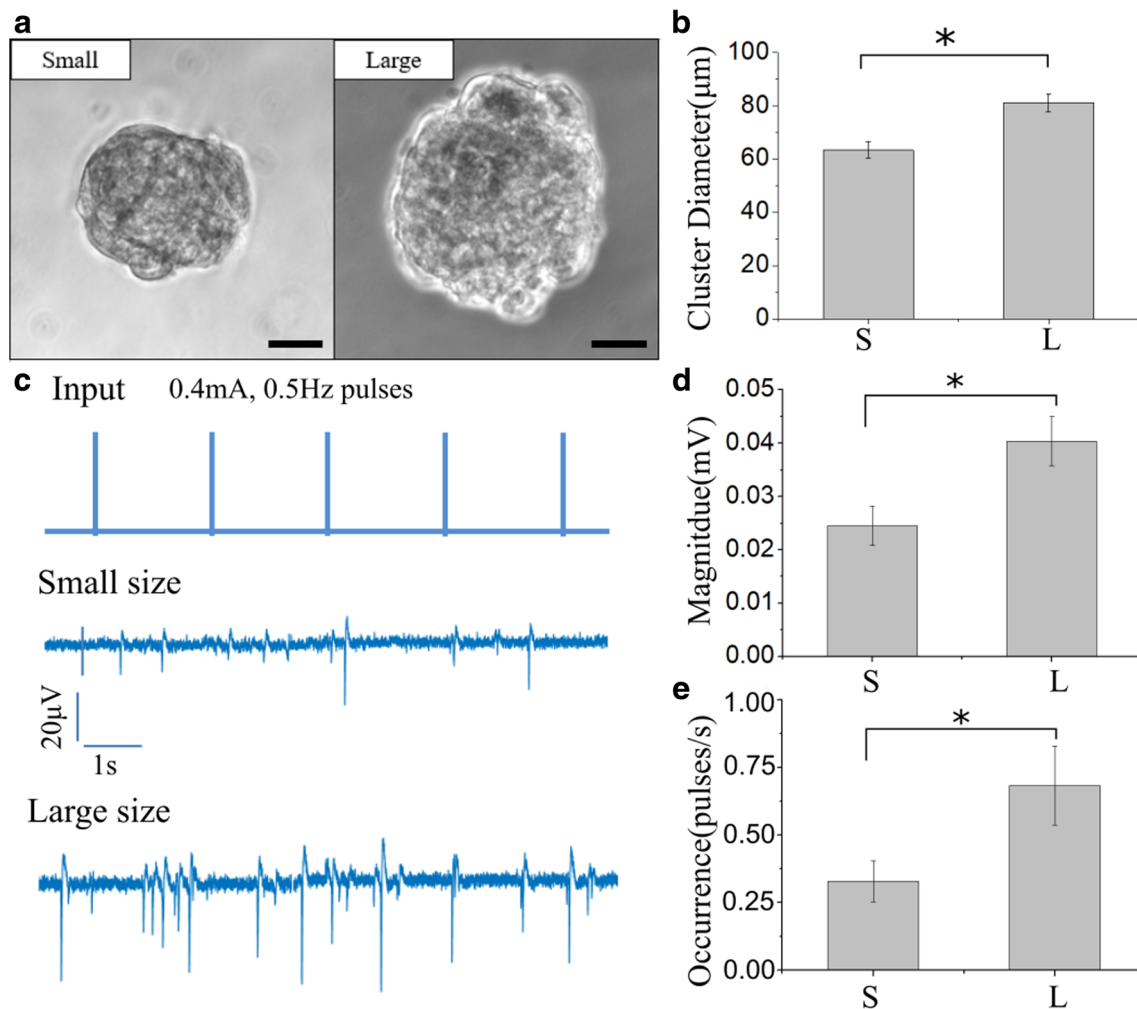 a
Small
Large
b
Cluster Diameter(μm)
100
80
60
40
20
0
*
S
L
c
Input 0.4mA, 0.5Hz pulses
Small size
20μV
1s
Large size
d
Magnitdue(mV)
0.05
0.04
0.03
0.02
0.01
0.00
*
S
L
e
Occurrence(pulses/s)
1.00
0.75
0.50
0.25
0.00
*
S
L